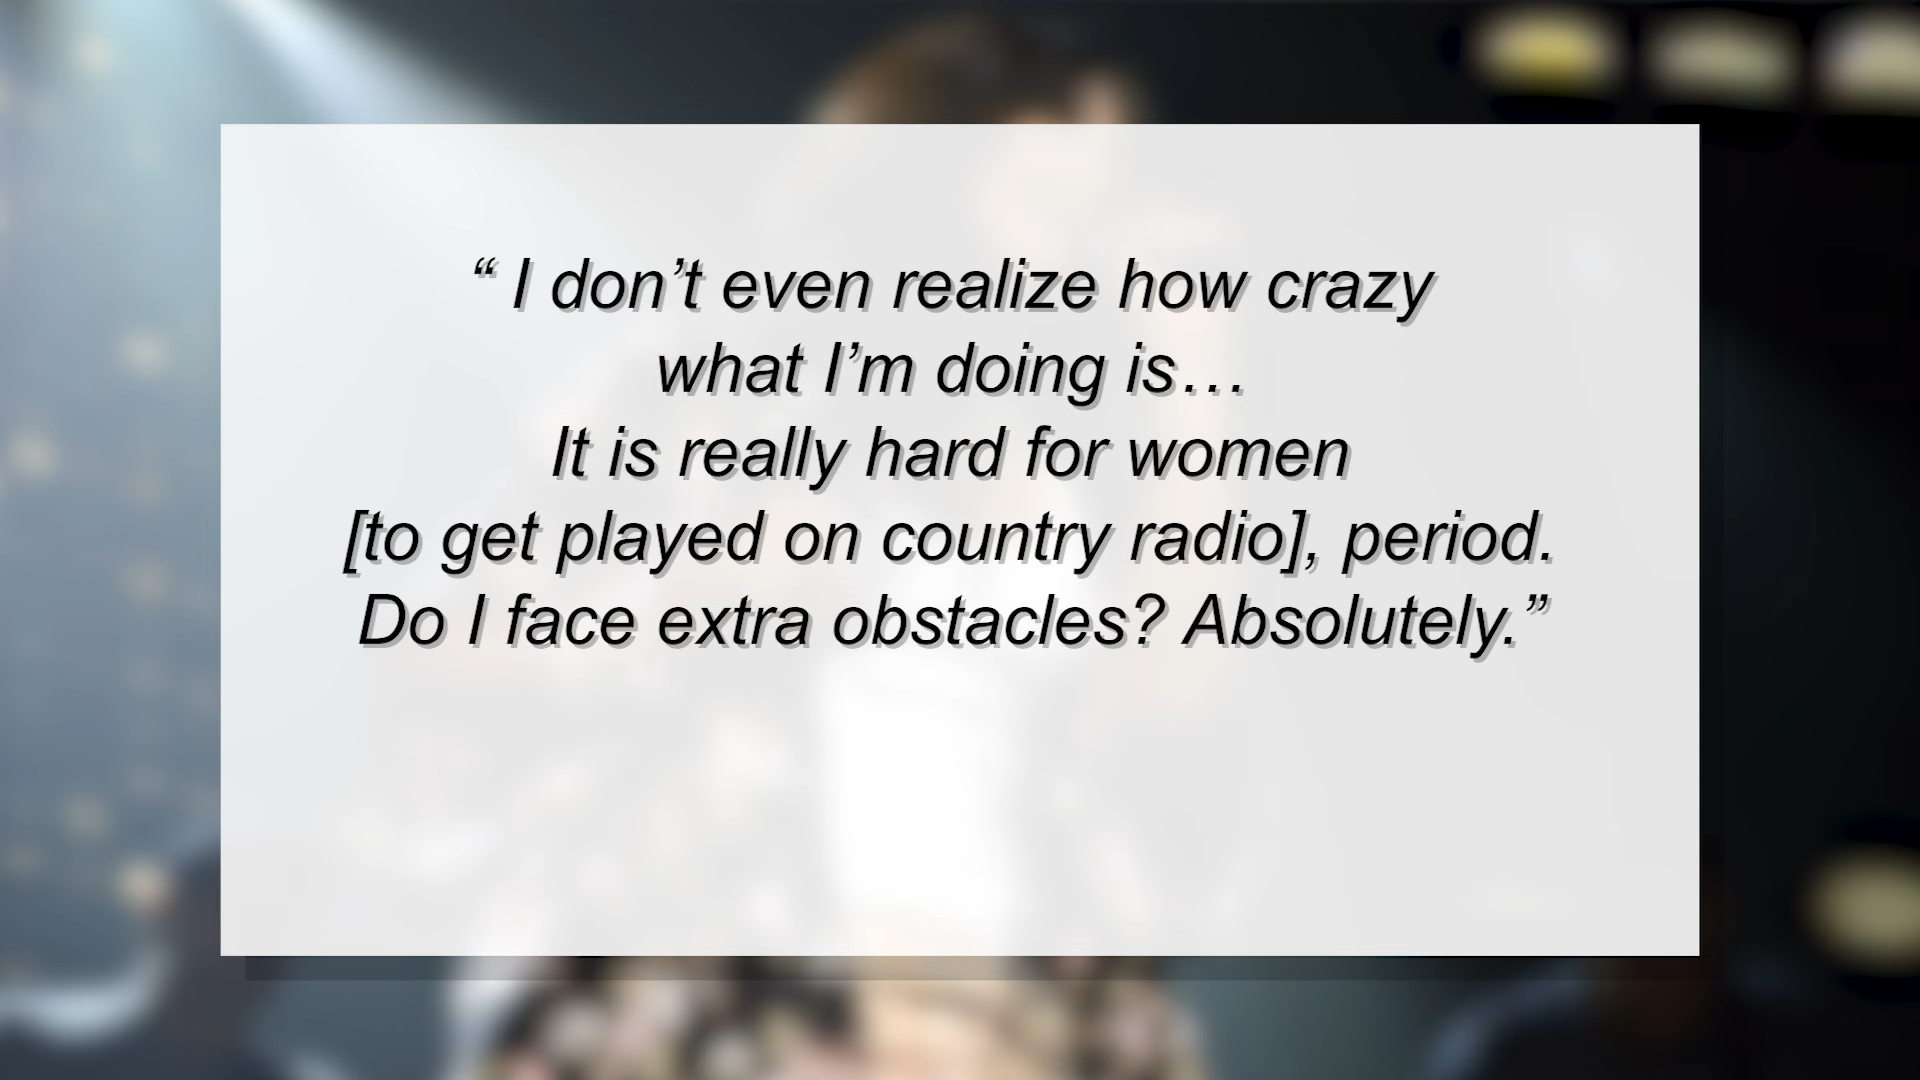 “ I don’t even realize how crazy
what I’m doing is…
It is really hard for women
[to get played on country radio], period.
Do I face extra obstacles? Absolutely.”